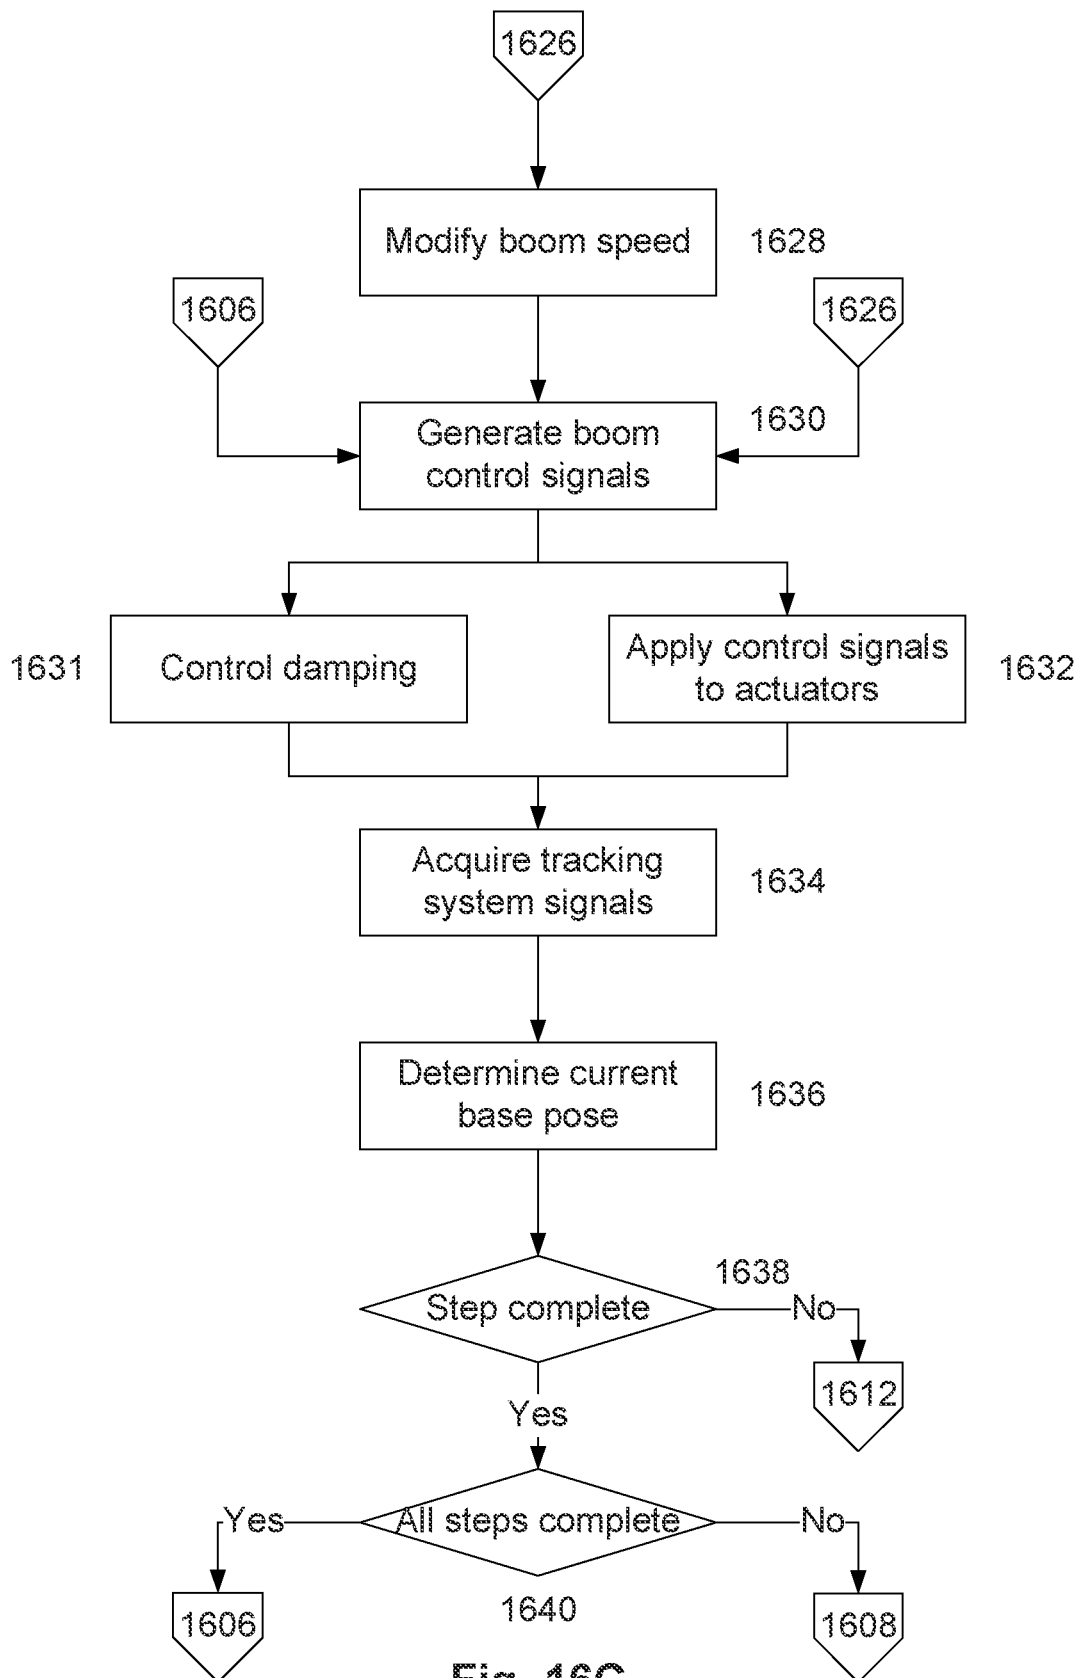 1626
Modify boom speed
1628
1606
1626
Generate boom
control signals
1630
1631
Control damping
Apply control signals
to actuators
1632
Acquire tracking
system signals
1634
Determine current
base pose
1636
1638
Step complete
No
1612
Yes
Yes
All steps complete
No
1606
1640
1608
Fig. 16C